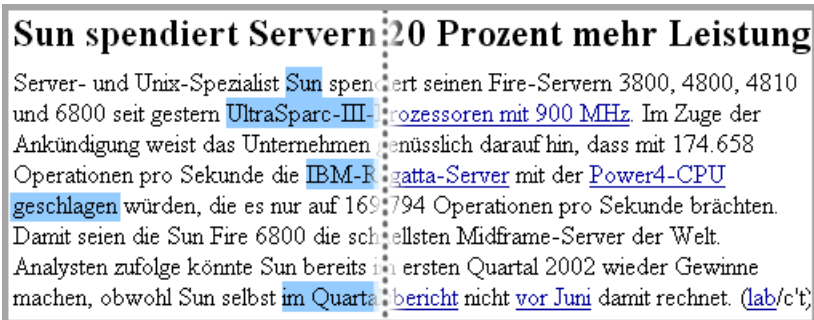 Sun spendiert Servern 20 Prozent mehr Leistung
Server- und Unix-Spezialist Sun spendiert seinen Fire-Servern 3800, 4800, 4810
und 6800 seit gestern UltraSparc-III-Prozessoren mit 900 MHz. Im Zuge der
Ankündigung weist das Unternehmen genüsslich darauf hin, dass mit 174.658
Operationen pro Sekunde die IBM-Regatta-Server mit der Power4-CPU
geschlagen würden, die es nur auf 169.794 Operationen pro Sekunde brächten.
Damit seien die Sun Fire 6800 die schnellsten Midframe-Server der Welt.
Analysten zufolge könnte Sun bereits im ersten Quartal 2002 wieder Gewinne
machen, obwohl Sun selbst im Quartalsbericht nicht vor Juni damit rechnet. (lab/c't)